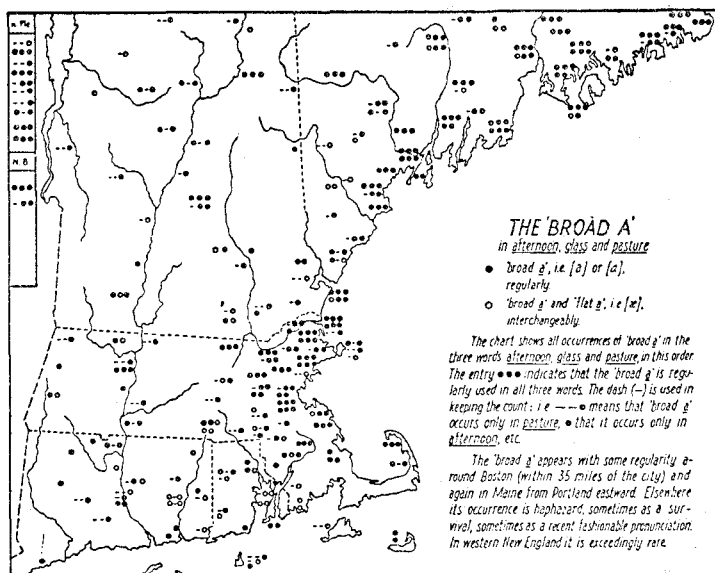 n. Me
N.B
THE 'BROAD A'
in afternoon, glass and pasture
● 'broad a', i.e. [a] or [ɑ],
regularly.
○ 'broad a' and 'flat a', i.e [æ],
interchangeably.
The chart shows all occurrences of 'broad a' in the
three words afternoon, glass and pasture, in this order.
The entry ●●● indicates that the 'broad a' is regu-
larly used in all three words. The dash (–) is used in
keeping the count: i.e – – ● means that 'broad a'
occurs only in pasture, ● that it occurs only in
afternoon, etc.
The 'broad a' appears with some regularity a-
round Boston (within 35 miles of the city) and
again in Maine from Portland eastward. Elsewhere
its occurrence is haphazard, sometimes as a sur-
vival, sometimes as a recent fashionable pronunciation.
In western New England it is exceedingly rare.